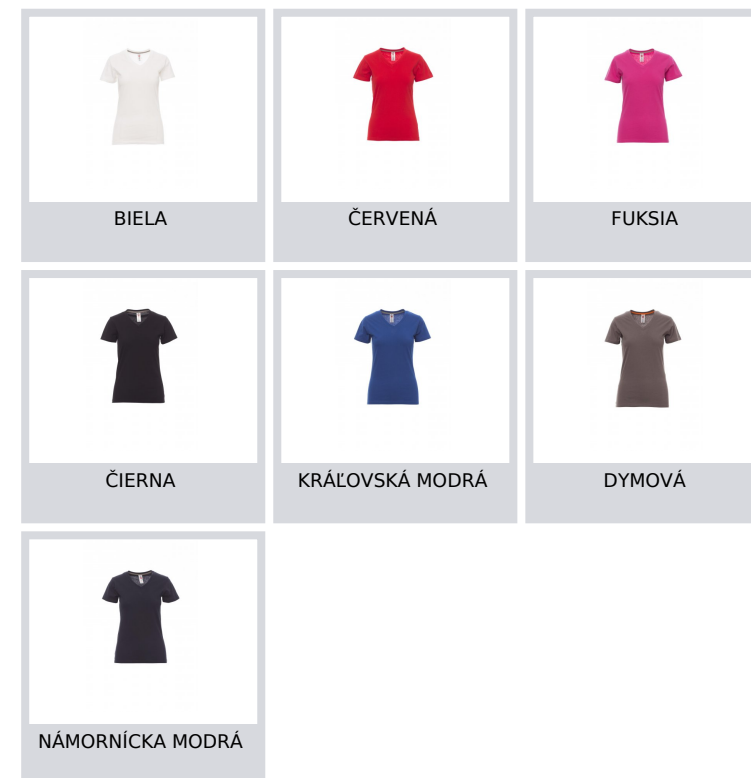 BIELA
ČERVENÁ
FUKSIA
ČIERNA
KRÁĽOVSKÁ MODRÁ
DYMOVÁ
NÁMORNÍCKA MODRÁ